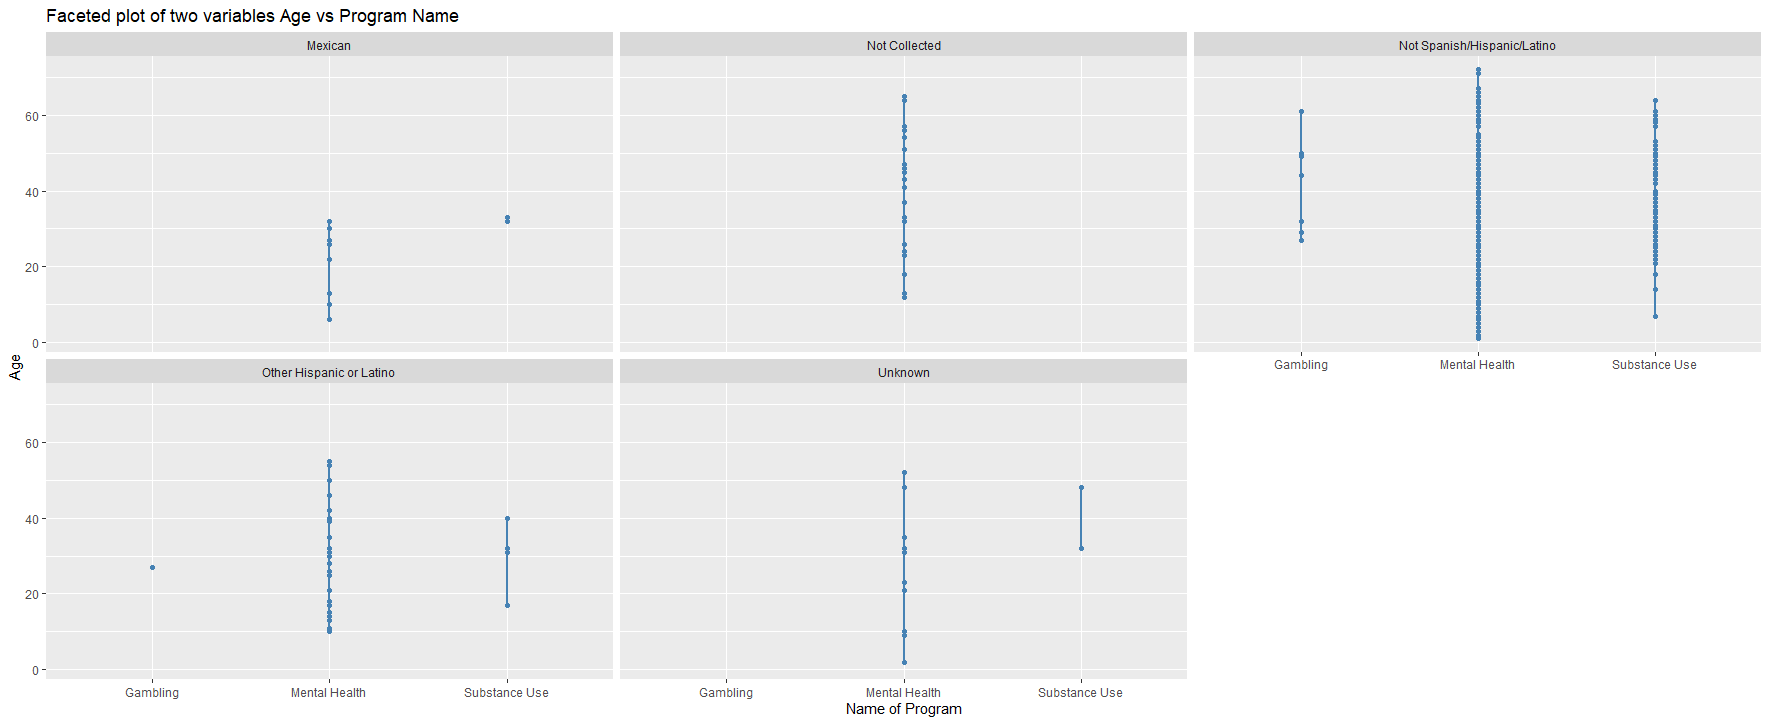 Faceted plot of two variables Age vs Program Name
Mexican
Not Collected
Not Spanish/Hispanic/Latino
60
40
20
0
Gambling
Mental Health
Substance Use
Age
Other Hispanic or Latino
Unknown
60
40
20
0
Gambling
Mental Health
Substance Use
Gambling
Mental Health
Substance Use
Name of Program